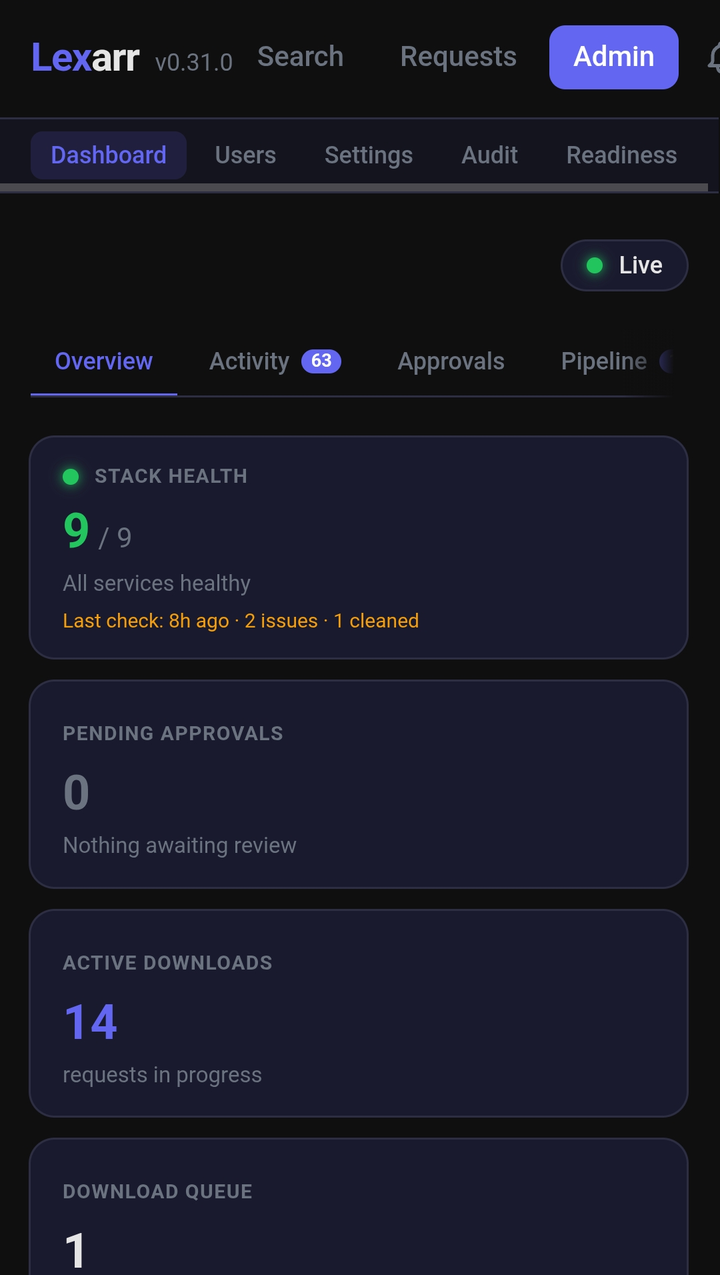 Lexarr v0.31.0 Search Requests Admin
Dashboard Users Settings Audit Readiness
Live
Overview Activity 63 Approvals Pipeline
STACK HEALTH
9 / 9
All services healthy
Last check: 8h ago · 2 issues · 1 cleaned
PENDING APPROVALS
0
Nothing awaiting review
ACTIVE DOWNLOADS
14
requests in progress
DOWNLOAD QUEUE
1